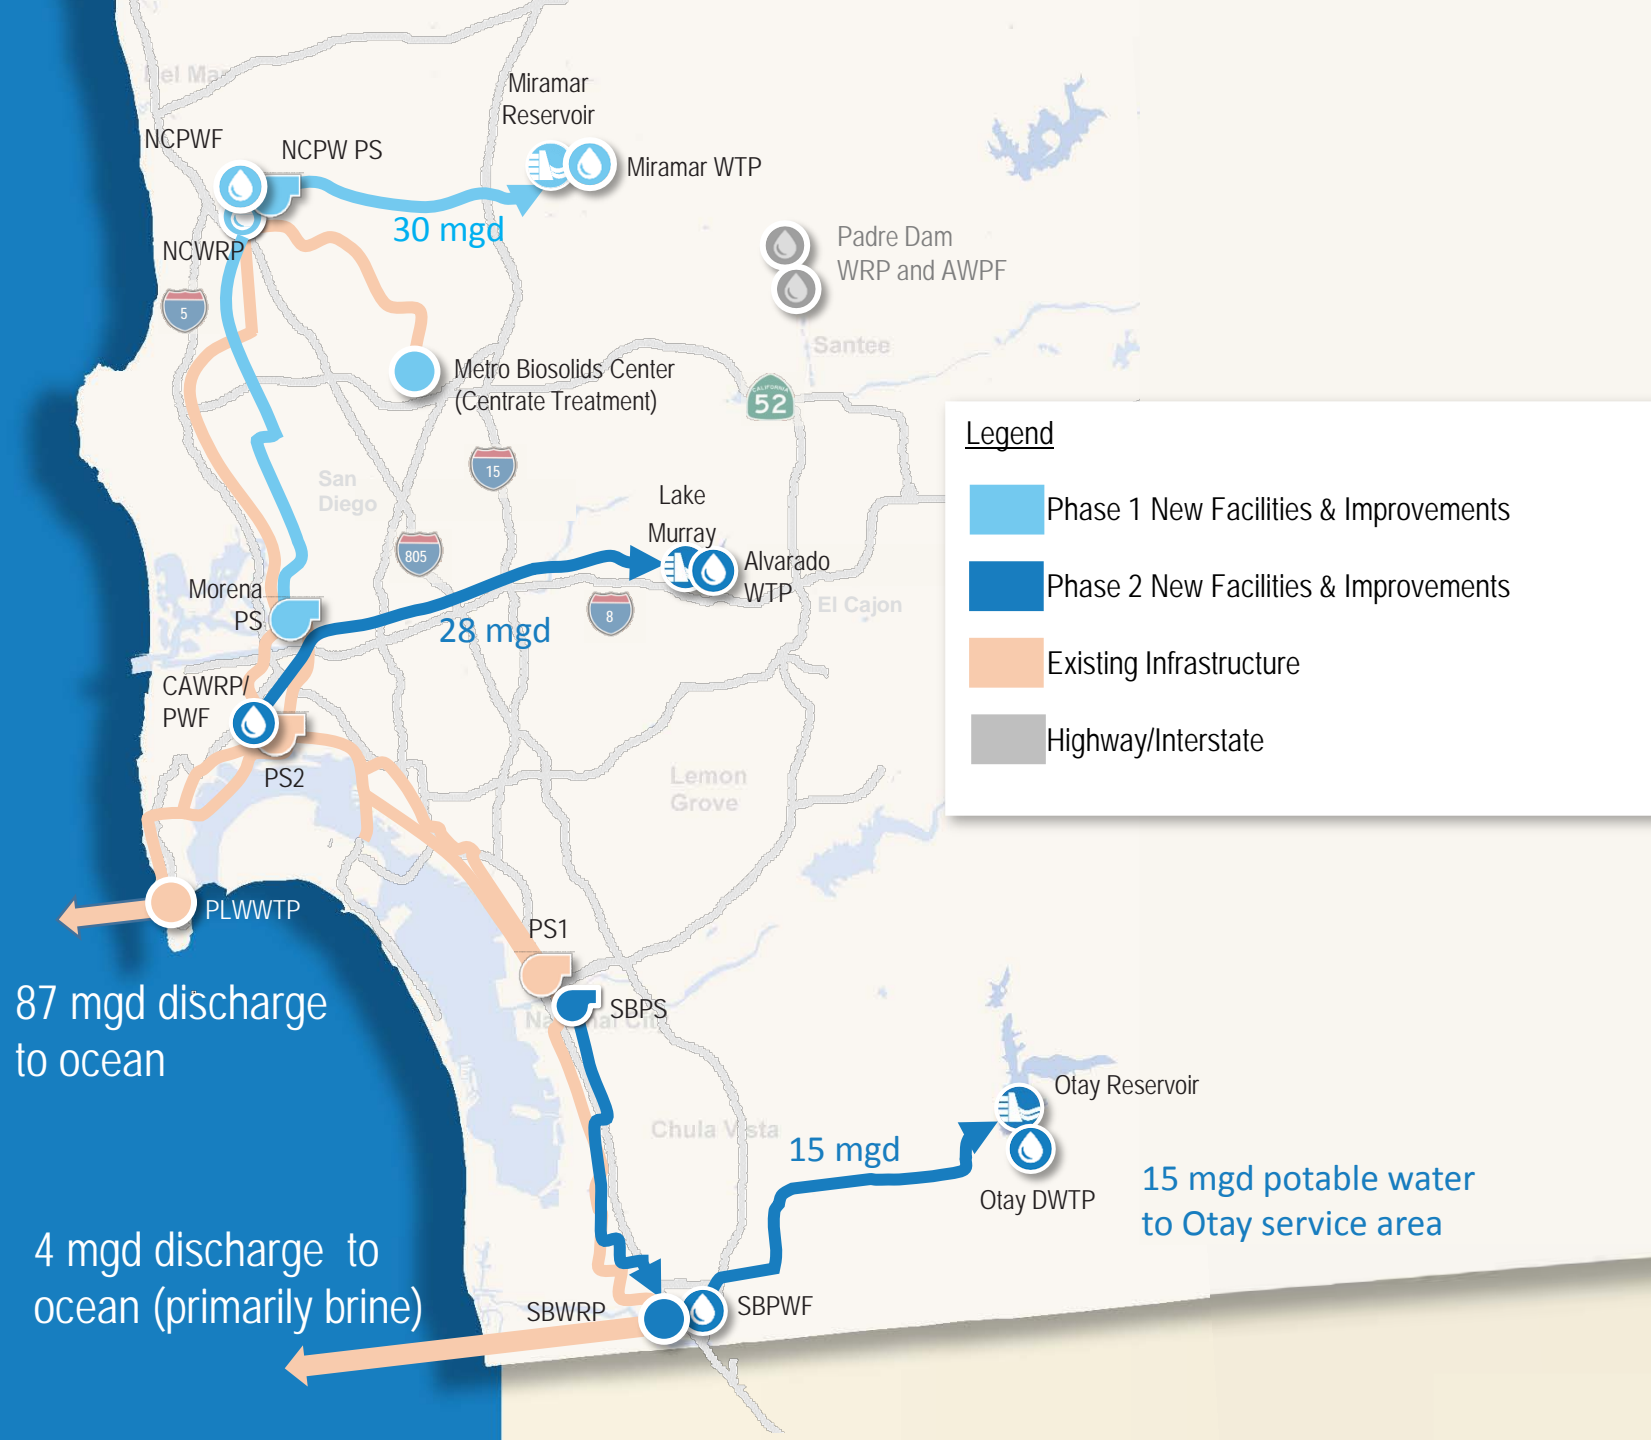 Del Mar
Miramar
Reservoir
NCPWF
NCPW PS
Miramar WTP
30 mgd
NCWRP
Padre Dam
WRP and AWPF
5
Santee
Metro Biosolids Center
(Centrate Treatment)
CALIFORNIA
52
Legend
Phase 1 New Facilities & Improvements
Phase 2 New Facilities & Improvements
Existing Infrastructure
Highway/Interstate
15
San
Diego
Lake
Murray
805
Alvarado
WTP
Morena
PS
8
El Cajon
28 mgd
CAWRP/
PWF
PS2
Lemon
Grove
PLWWTP
PS1
87 mgd discharge
to ocean
SBPS
National City
Otay Reservoir
Chula Vista
15 mgd
Otay DWTP
15 mgd potable water
to Otay service area
4 mgd discharge to
ocean (primarily brine)
SBWRP
SBPWF